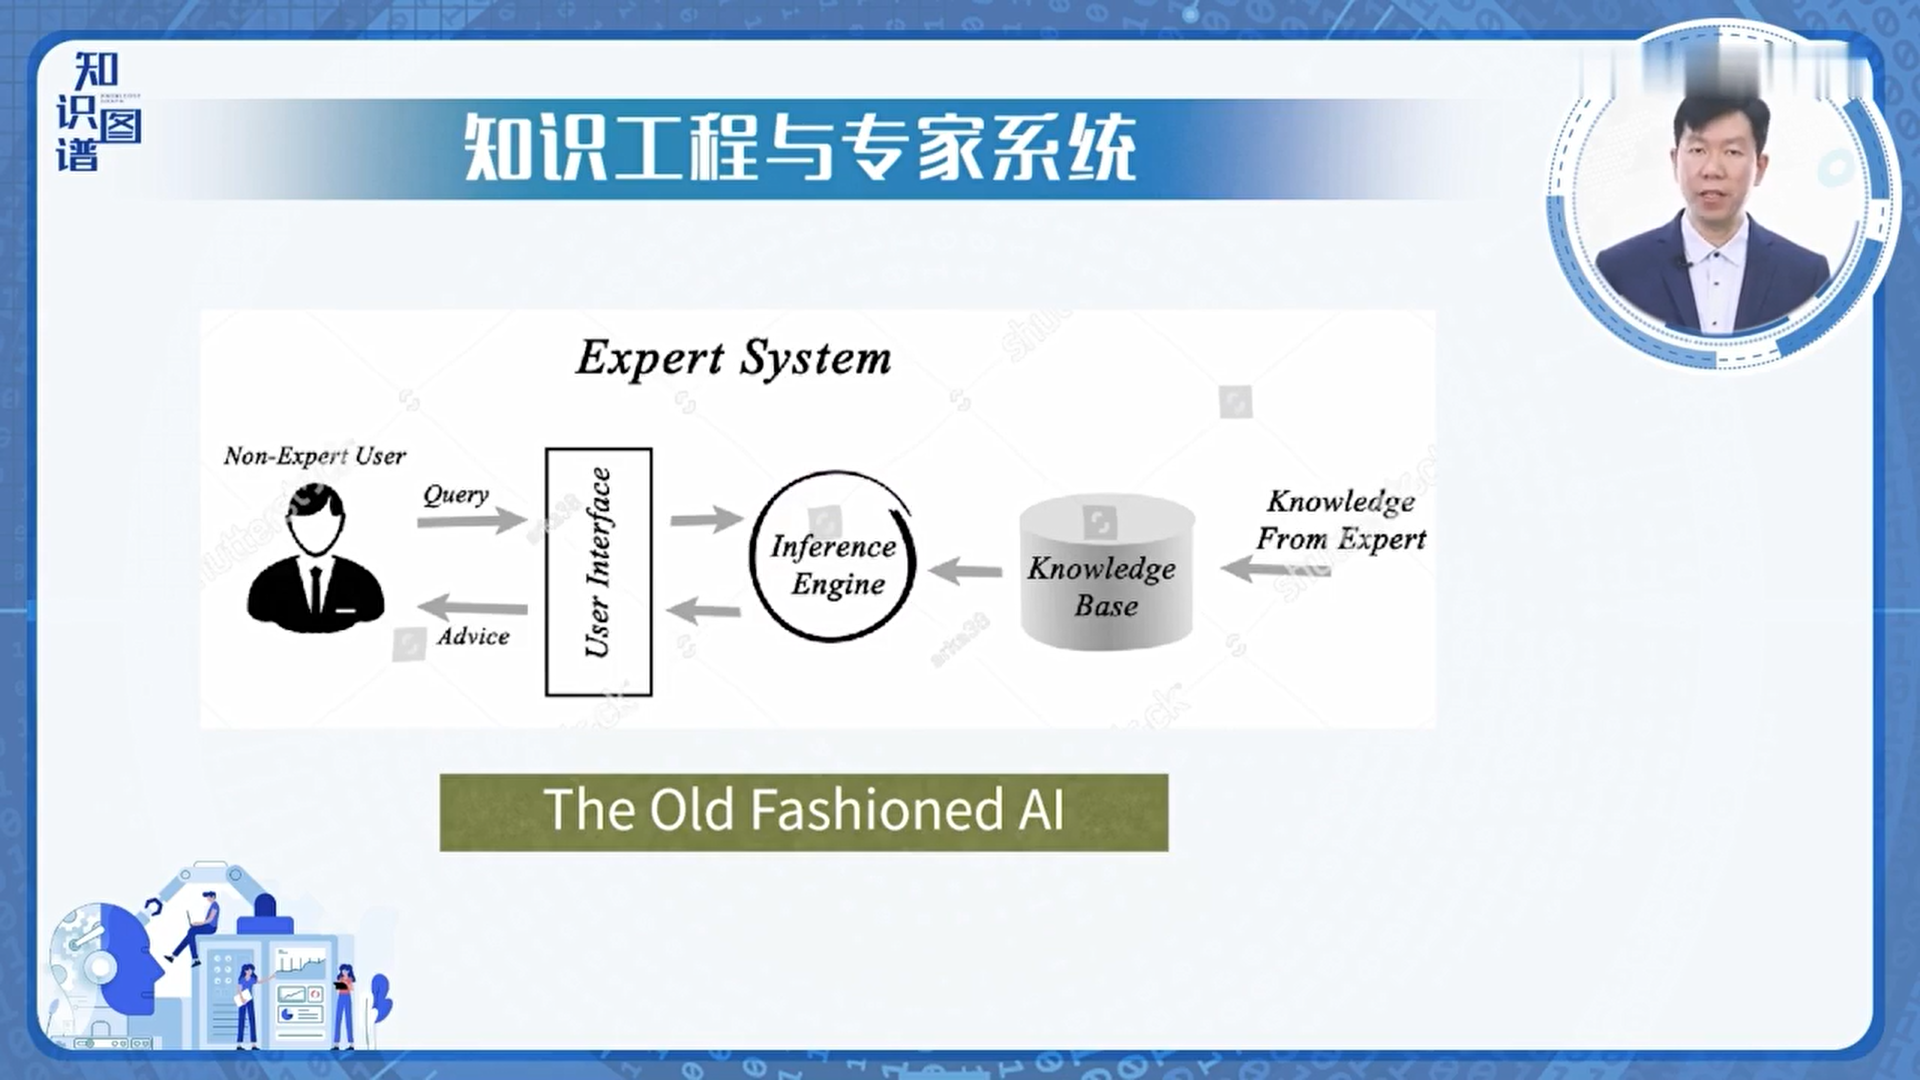 知
识图
谱
知识工程与专家系统
Expert System
Non-Expert User
Query
Advice
User Interface
Inference
Engine
Knowledge
Base
Knowledge
From Expert
The Old Fashioned AI